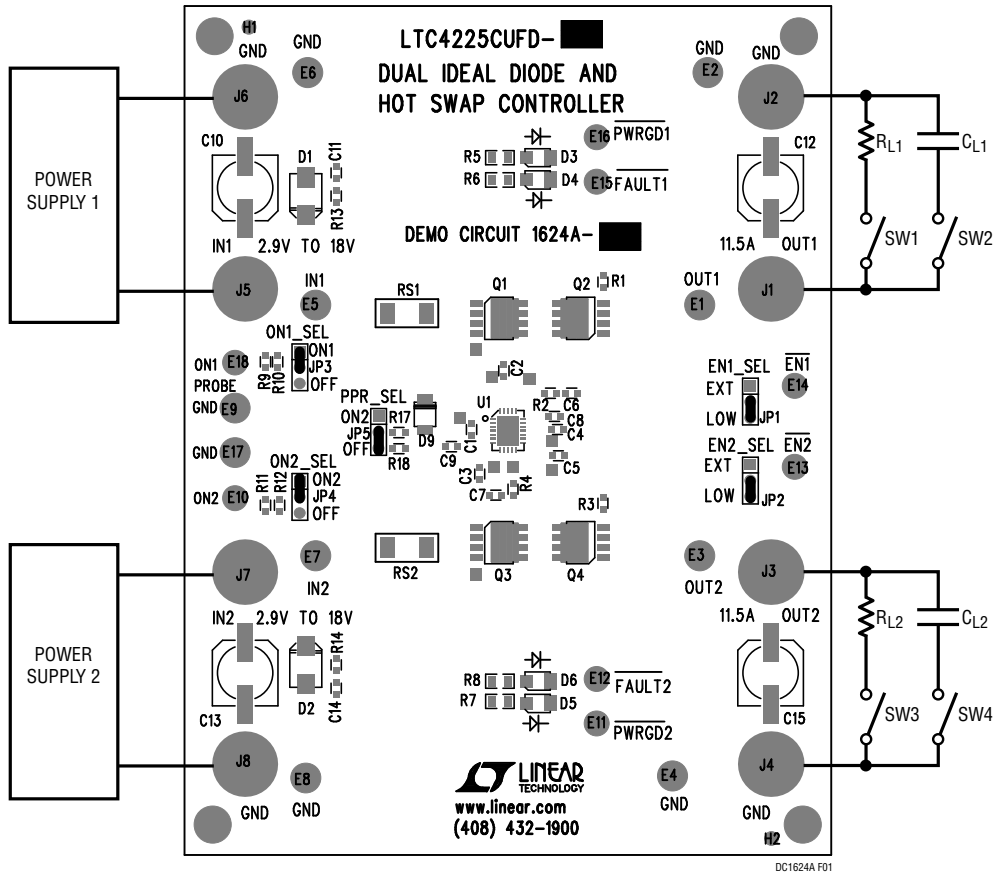 H1
GND
GND
E6
LTC4225CUFD-
DUAL IDEAL DIODE AND
HOT SWAP CONTROLLER
GND
E2
GND
J6
J2
POWER
SUPPLY 1
C10
D1
C11
R13
IN1 2.9V TO 18V
R5
R6
D3
D4
E16 PWRGD1
E15 FAULT1
C12
RL1
CL1
SW1
SW2
DEMO CIRCUIT 1624A-
11.5A OUT1
J5
IN1
E5
RS1
Q1
Q2
R1
OUT1
E1
J1
ON1_SEL
ON1
JP3
OFF
ON1 E18
PROBE
GND E9
R9
R10
PPR_SEL
ON2
JP5
OFF
R17
R18
D9
C2
U1
C1
C9
R2
C6
C8
C4
C5
C3
C7
R4
EN1_SEL
EXT
LOW
JP1
EN1
E14
GND E17
ON2_SEL
ON2
JP4
OFF
ON2 E10
R11
R12
EN2_SEL
EXT
LOW
JP2
EN2
E13
R3
RS2
Q3
Q4
E7
IN2
E3
OUT2
J7
J3
POWER
SUPPLY 2
IN2 2.9V TO 18V
11.5A OUT2
C13
D2
R14
C14
R8
R7
D6
D5
E12 FAULT2
E11 PWRGD2
C15
RL2
CL2
SW3
SW4
J8
J4
E8
GND
GND
LINEAR
TECHNOLOGY
www.linear.com
(408) 432-1900
E4
GND
GND
H2
DC1624A F01